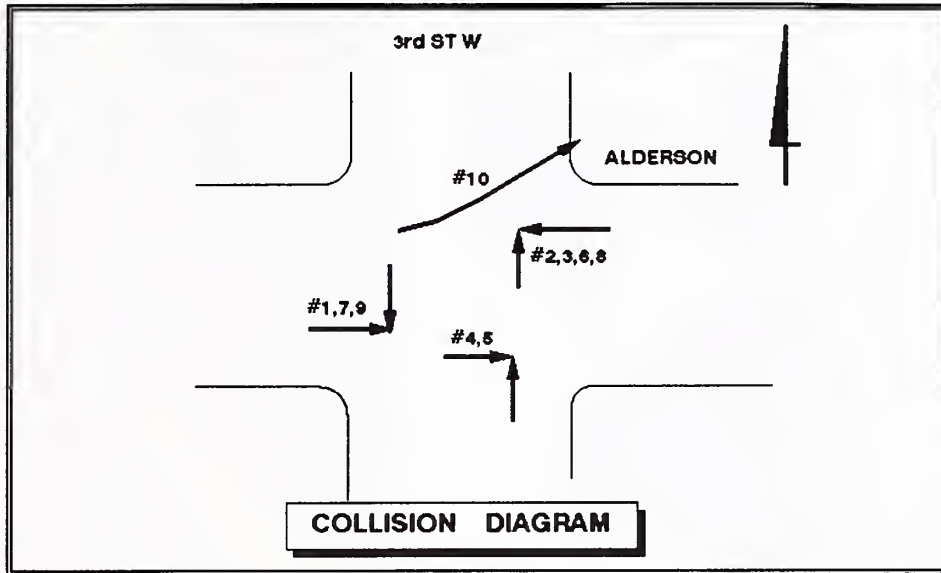 3rd ST W
ALDERSON
#10
#2,3,6,8
#1,7,9
#4,5
COLLISION DIAGRAM